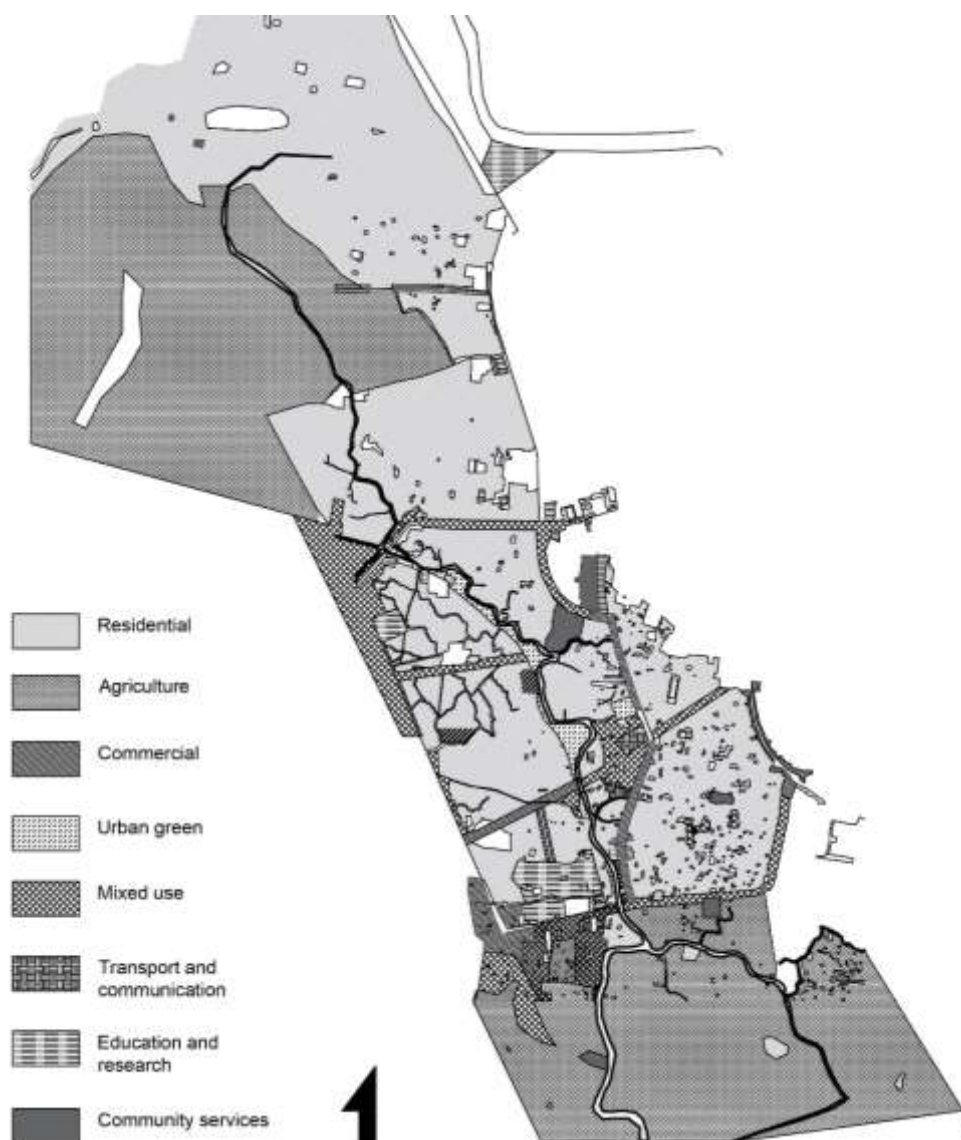 Residential
Agriculture
Commercial
Urban green
Mixed use
Transport and
communication
Education and
research
Community services